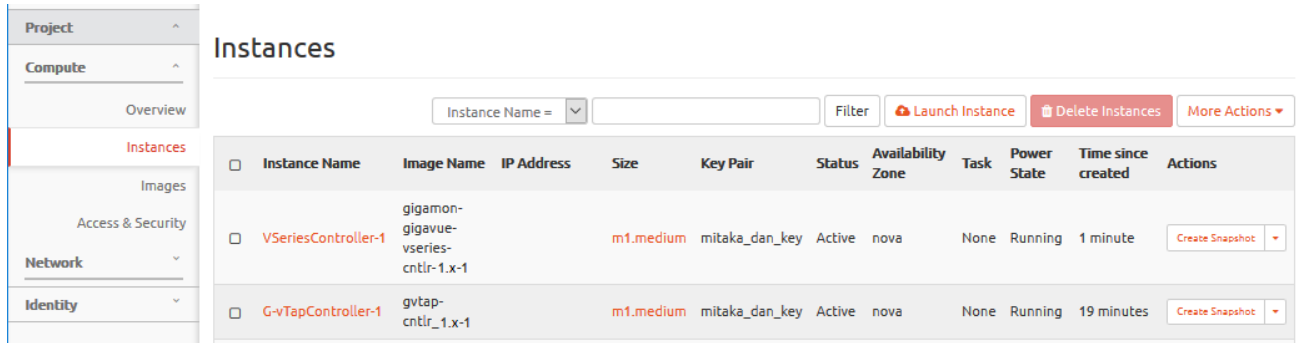 Project
Compute
Overview
Instances
Images
Access & Security
Network
Identity
Instances
Instance Name =
Filter
Launch Instance
Delete Instances
More Actions
Instance Name Image Name IP Address Size Key Pair Status Availability Zone Task Power State Time since created Actions
VSeriesController-1 gigamon-gigavue-vseries-cntlr-1.x-1 m1.medium mitaka_dan_key Active nova None Running 1 minute Create Snapshot
G-vTapController-1 gvtap-cntlr_1.x-1 m1.medium mitaka_dan_key Active nova None Running 19 minutes Create Snapshot